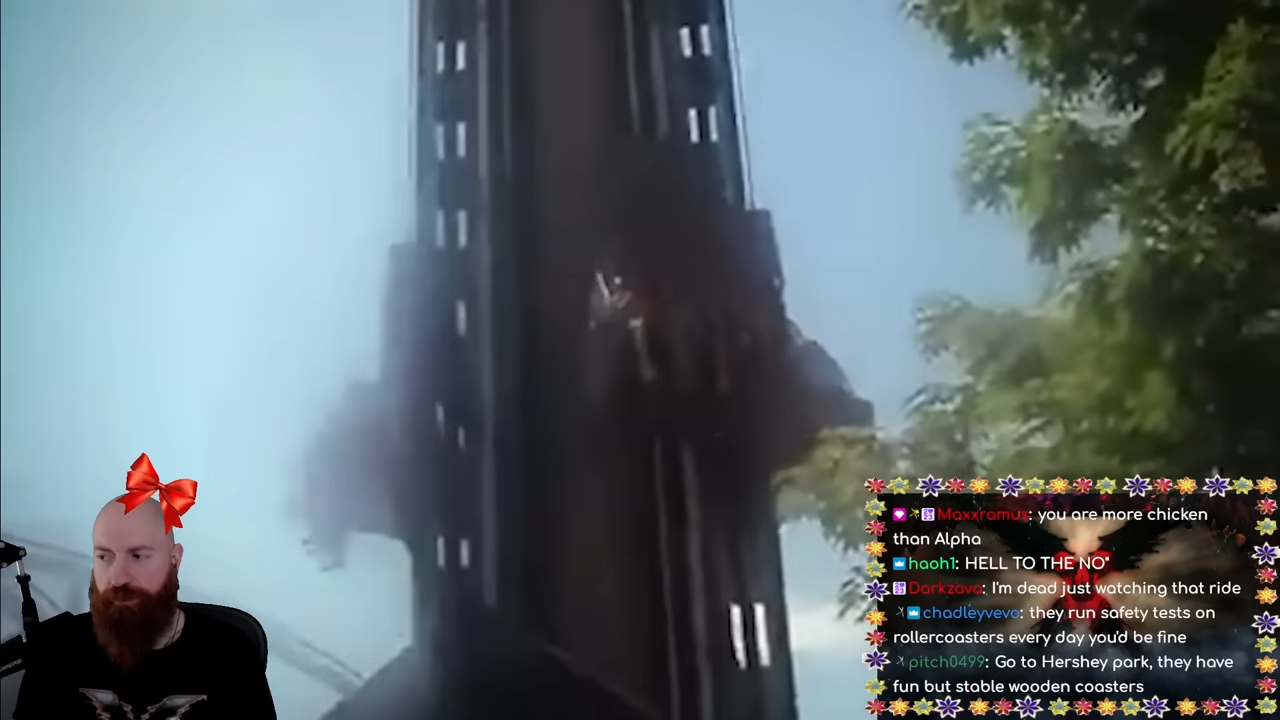 Maxxramus: you are more chicken
than Alpha
haoh1: HELL TO THE NO"
Darkzava: I'm dead just watching that ride
chadleyvevo: they run safety tests on
rollercoasters every day you'd be fine
pitch0499: Go to Hershey park, they have
fun but stable wooden coasters